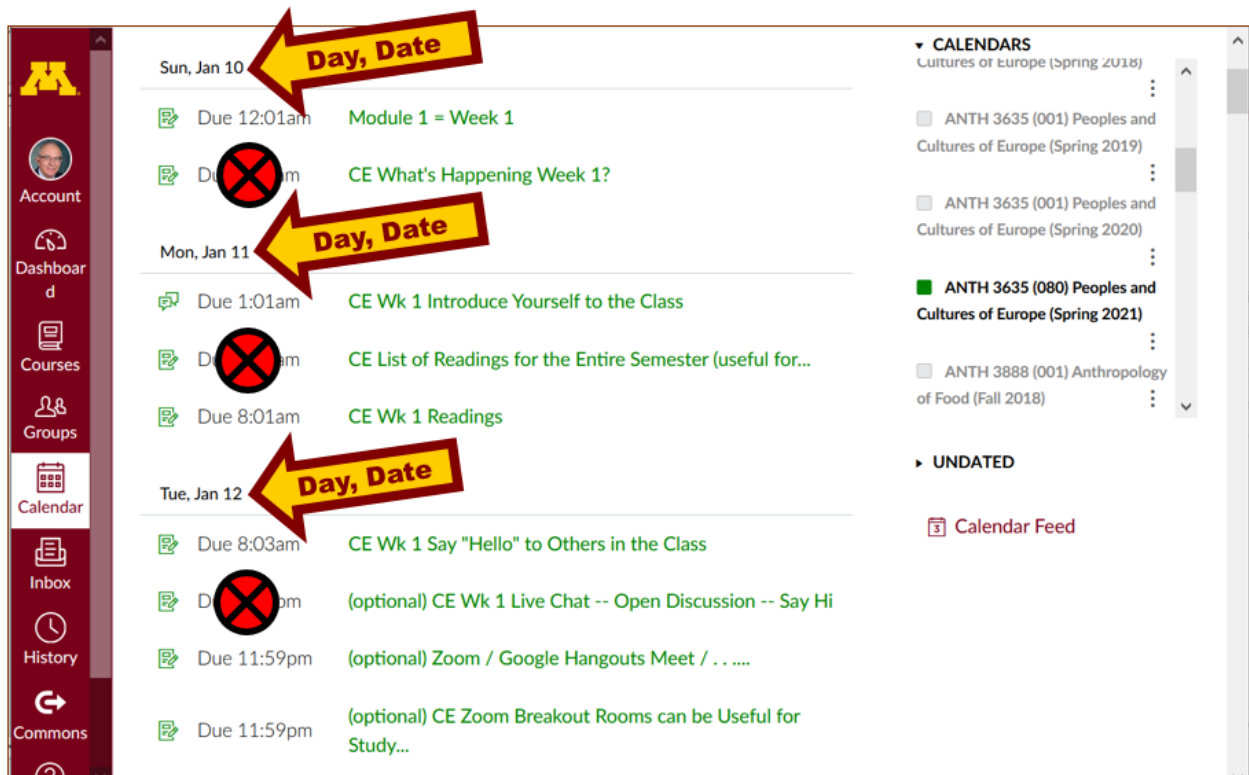 Account
Dashboar
d
Courses
Groups
Calendar
Inbox
History
Commons
Sun, Jan 10
Day, Date
Due 12:01am Module 1 = Week 1
CE What's Happening Week 1?
Mon, Jan 11
Day, Date
Due 1:01am CE Wk 1 Introduce Yourself to the Class
CE List of Readings for the Entire Semester (useful for...
Due 8:01am CE Wk 1 Readings
Tue, Jan 12
Day, Date
Due 8:03am CE Wk 1 Say "Hello" to Others in the Class
(optional) CE Wk 1 Live Chat -- Open Discussion -- Say Hi
Due 11:59pm (optional) Zoom / Google Hangouts Meet / . . ....
Due 11:59pm (optional) CE Zoom Breakout Rooms can be Useful for
Study...
CALENDARS
Cultures of Europe (Spring 2018)
ANTH 3635 (001) Peoples and
Cultures of Europe (Spring 2019)
ANTH 3635 (001) Peoples and
Cultures of Europe (Spring 2020)
ANTH 3635 (080) Peoples and
Cultures of Europe (Spring 2021)
ANTH 3888 (001) Anthropology
of Food (Fall 2018)
UNDATED
3 Calendar Feed